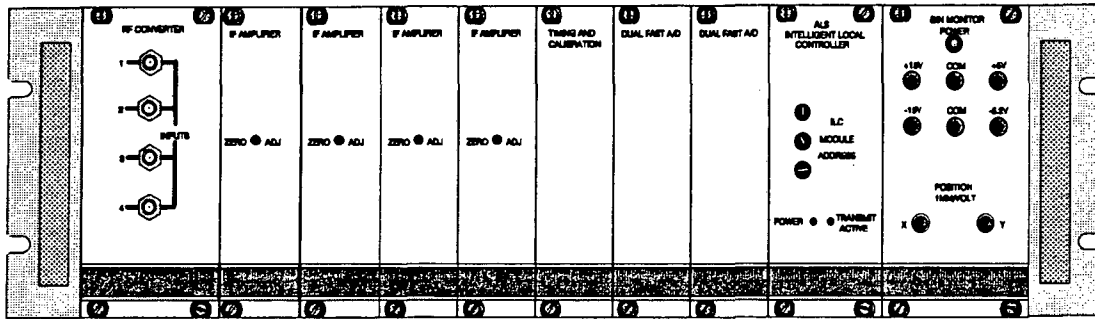 RF CONVERTER
1
2
INPUTS
3
4
IF AMPLIFIER
ZERO ADJ
IF AMPLIFIER
ZERO ADJ
IF AMPLIFIER
ZERO ADJ
IF AMPLIFIER
ZERO ADJ
TIMING AND
CALIBRATION
DUAL FAST A/D
DUAL FAST A/D
ALS
INTELLIGENT LOCAL
CONTROLLER
ILC
MODULE
ADDRESS
POWER TRANSMIT
ACTIVE
BIN MONITOR
POWER
+15V COM +5V
-15V COM -5.2V
POSITION
1MM/VOLT
X Y